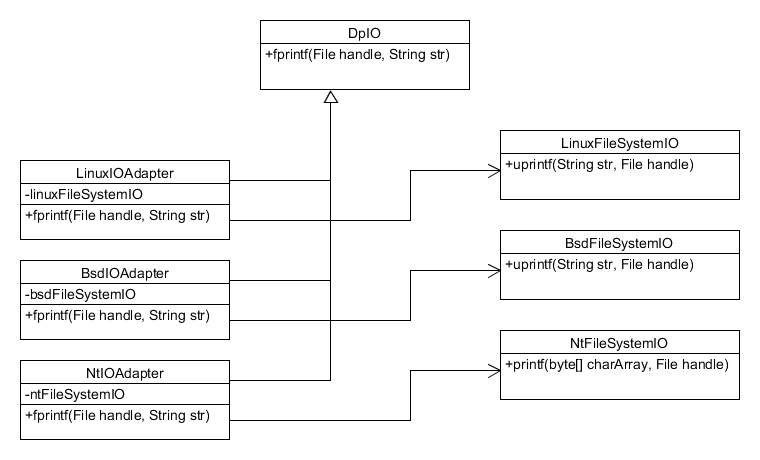 DpIO
+fprintf(File handle, String str)
LinuxFileSystemIO
+uprintf(String str, File handle)
LinuxIOAdapter
-linuxFileSystemIO
+fprintf(File handle, String str)
BsdFileSystemIO
+uprintf(String str, File handle)
BsdIOAdapter
-bsdFileSystemIO
+fprintf(File handle, String str)
NtFileSystemIO
+printf(byte[] charArray, File handle)
NtIOAdapter
-ntFileSystemIO
+fprintf(File handle, String str)